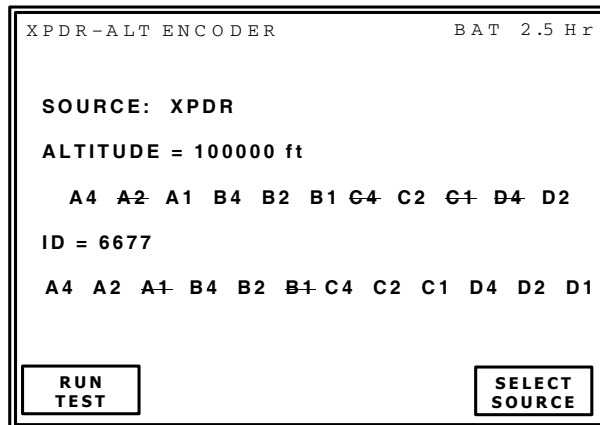 XPDR-ALT ENCODER BAT 2.5 Hr
SOURCE: XPDR
ALTITUDE = 100000 ft
A4 A2 A1 B4 B2 B1 C4 C2 C1 D4 D2
ID = 6677
A4 A2 A1 B4 B2 B1 C4 C2 C1 D4 D2 D1
RUN
TEST
SELECT
SOURCE